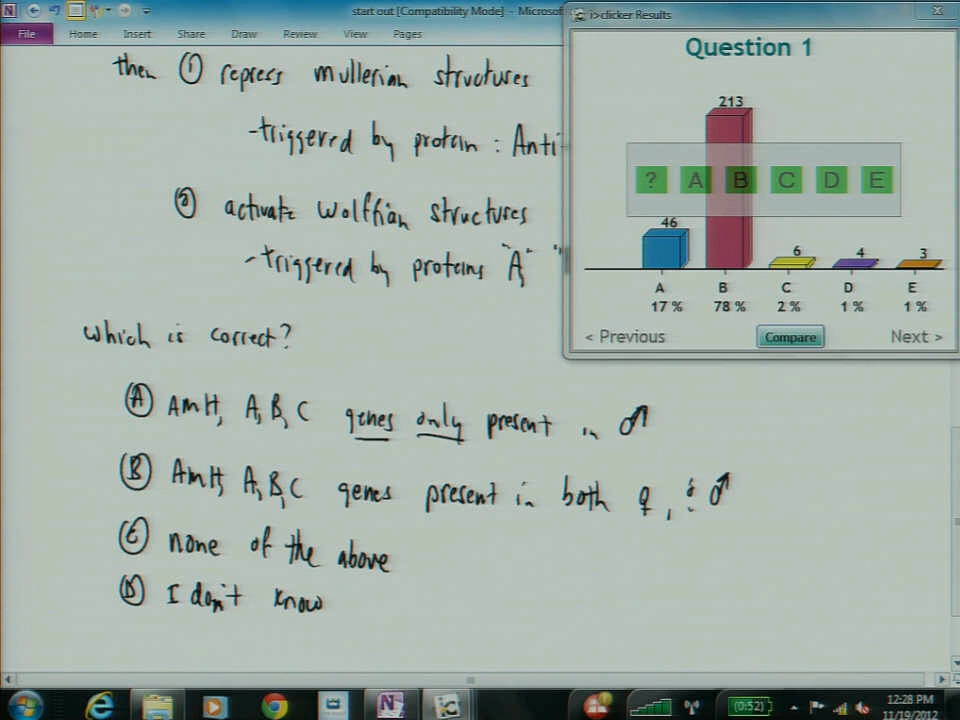 start out [Compatibility Mode] - Microsof
File Home Insert Share Draw Review View Pages
then ① repress mullerian structures
-triggered by protein : Anti-
② activate Wolffian structures
-triggered by proteins "A"
Which is correct?
Ⓐ AmH, A, B, C genes only present in ♂
Ⓑ AmH, A, B, C genes present in both ♀, & ♂
Ⓒ none of the above
Ⓓ I don't know
i>clicker Results
Question 1
213
? A B C D E
46 6 4 3
A B C D E
17 % 78 % 2 % 1 % 1 %
< Previous Compare Next >
(0:52)
12:28 PM
11/19/2012